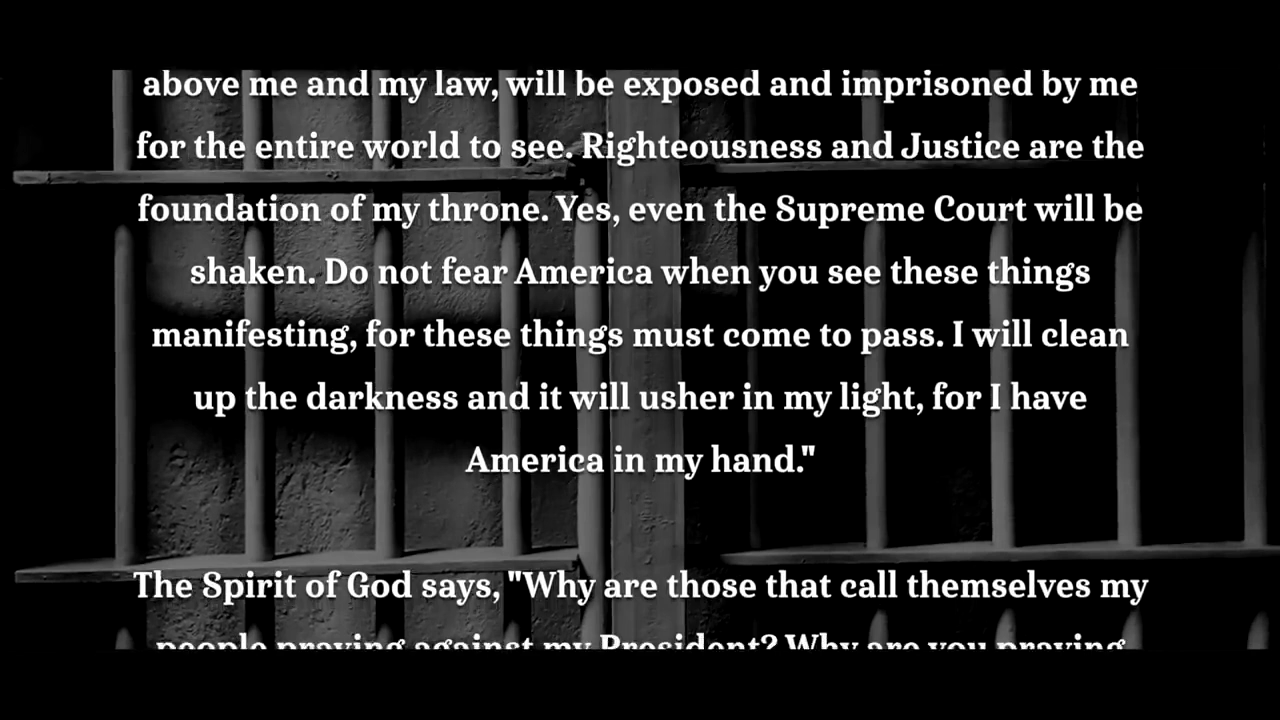 above me and my law, will be exposed and imprisoned by me
for the entire world to see. Righteousness and Justice are the
foundation of my throne. Yes, even the Supreme Court will be
shaken. Do not fear America when you see these things
manifesting, for these things must come to pass. I will clean
up the darkness and it will usher in my light, for I have
America in my hand."
The Spirit of God says, "Why are those that call themselves my
people praying against my President? Why are you praying